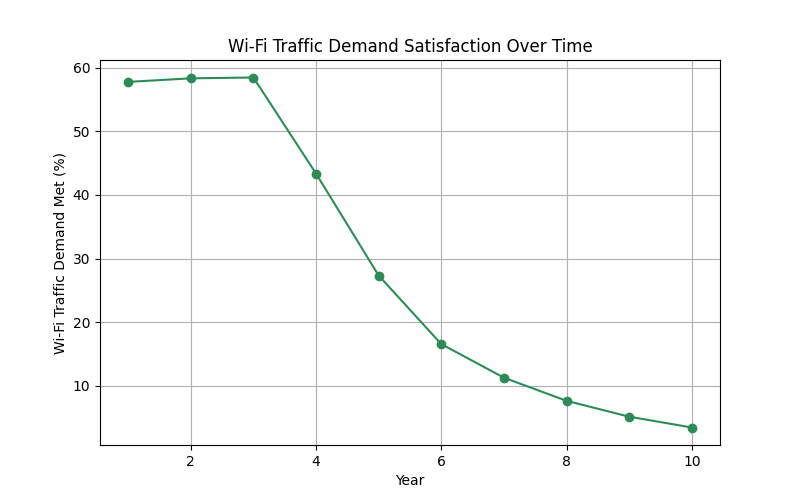 Wi-Fi Traffic Demand Satisfaction Over Time
Wi-Fi Traffic Demand Met (%)
60
50
40
30
20
10
2 4 6 8 10
Year